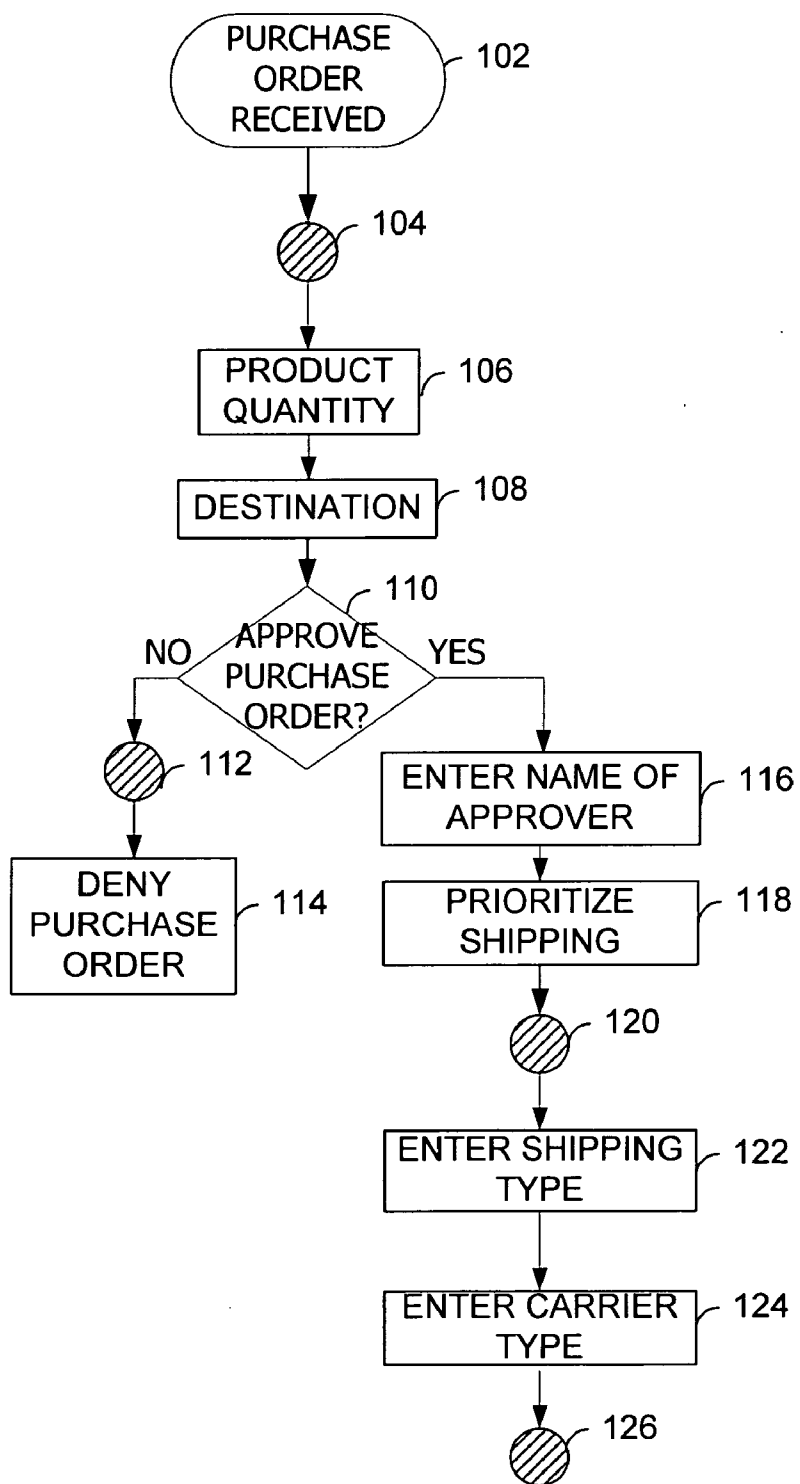 PURCHASE
ORDER
RECEIVED
102
104
PRODUCT
QUANTITY
106
DESTINATION
108
110
APPROVE
PURCHASE
ORDER?
NO
YES
112
DENY
PURCHASE
ORDER
114
ENTER NAME OF
APPROVER
116
PRIORITIZE
SHIPPING
118
120
ENTER SHIPPING
TYPE
122
ENTER CARRIER
TYPE
124
126